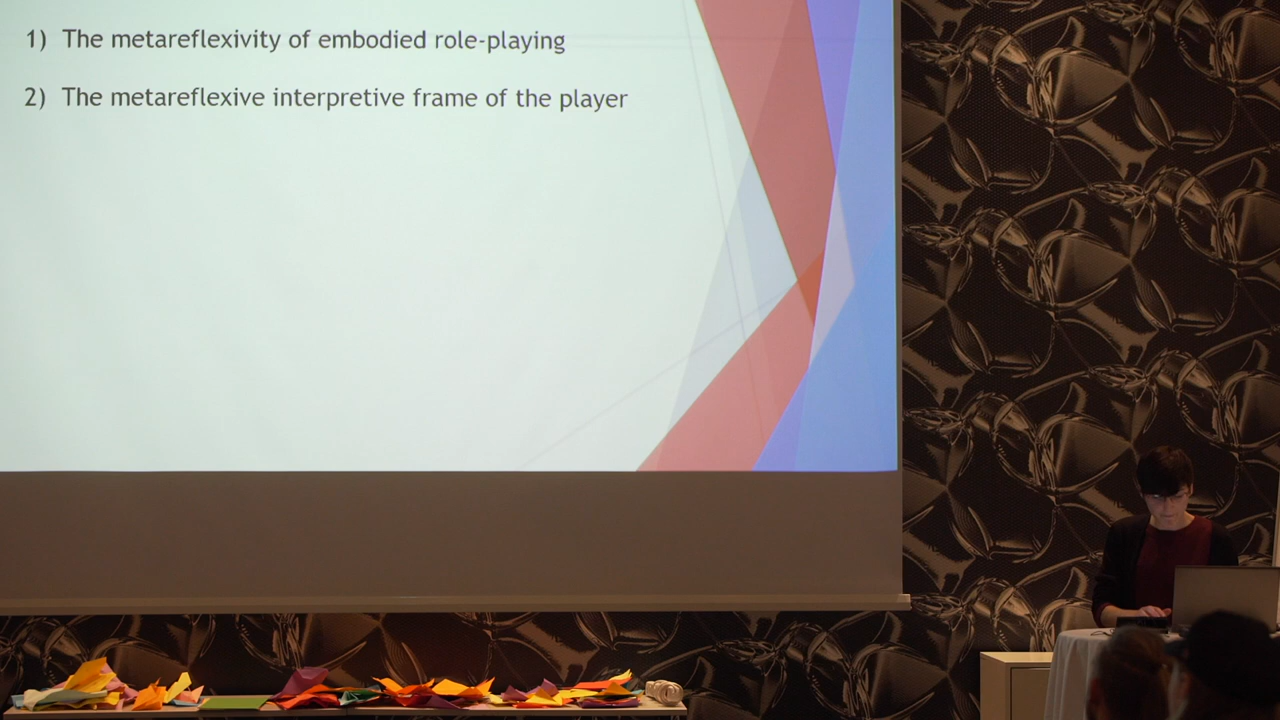 1) The metareflexivity of embodied role-playing
2) The metareflexive interpretive frame of the player